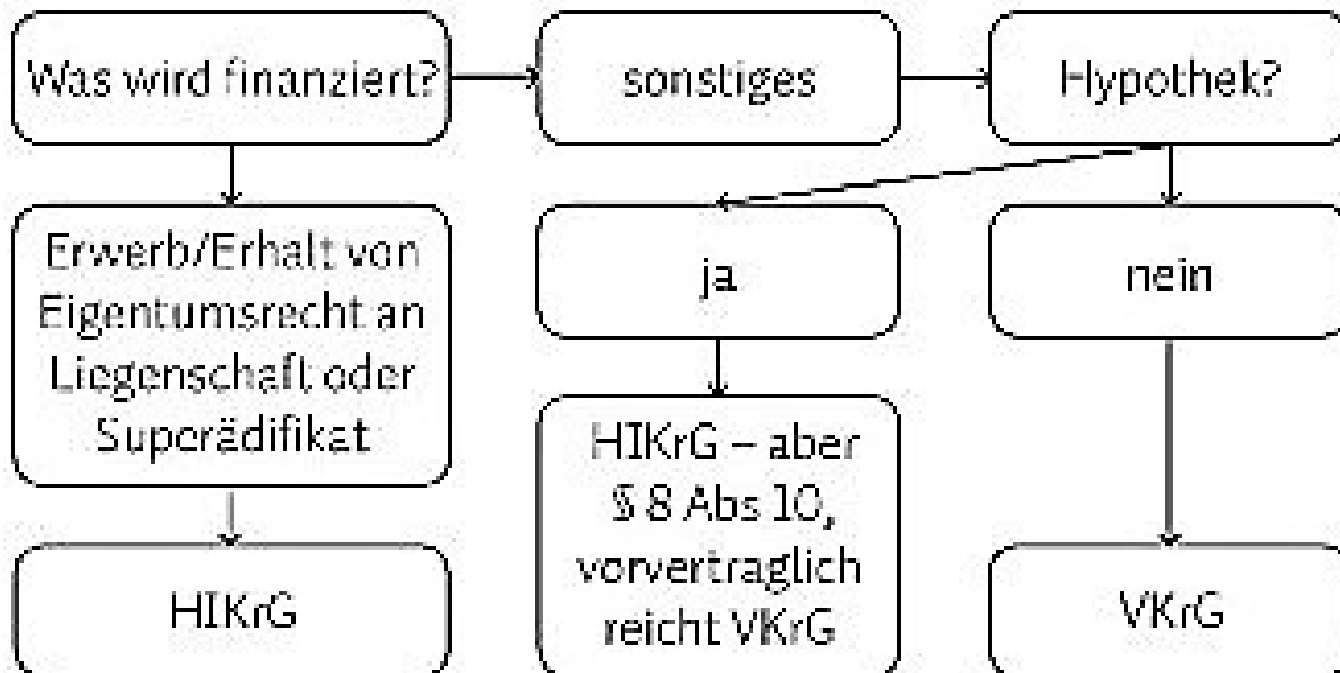 Was wird finanziert?
sonstiges
Hypothek?
Erwerb/Erhalt von
Eigentumsrecht an
Liegenschaft oder
Superädifikat
ja
nein
HIKrG – aber
§ 8 Abs 10,
vorvertraglich
reicht VKrG
HIKrG
VKrG